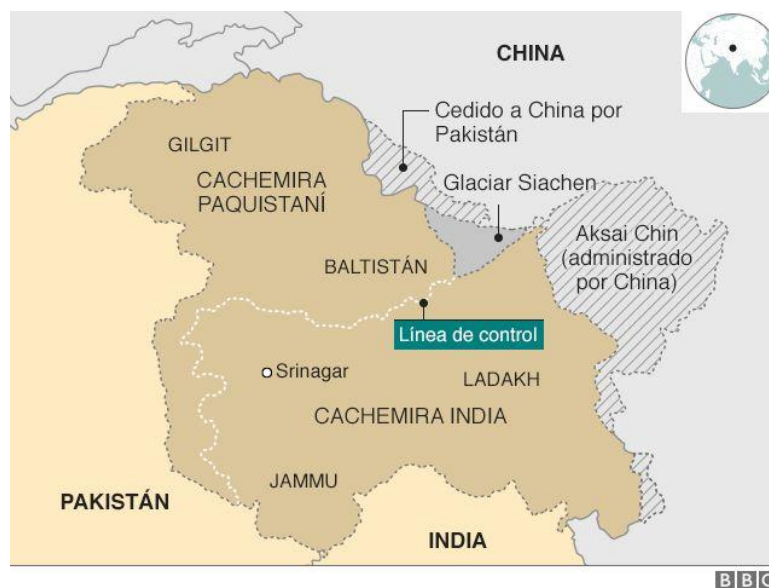 CHINA
Cedido a China por
Pakistán
GILGIT
CACHEMIRA
PAQUISTANÍ
Glaciar Siachen
Aksai Chin
(administrado
por China)
BALTISTÁN
Línea de control
Srinagar
LADAKH
CACHEMIRA INDIA
JAMMU
PAKISTÁN
INDIA
BBC